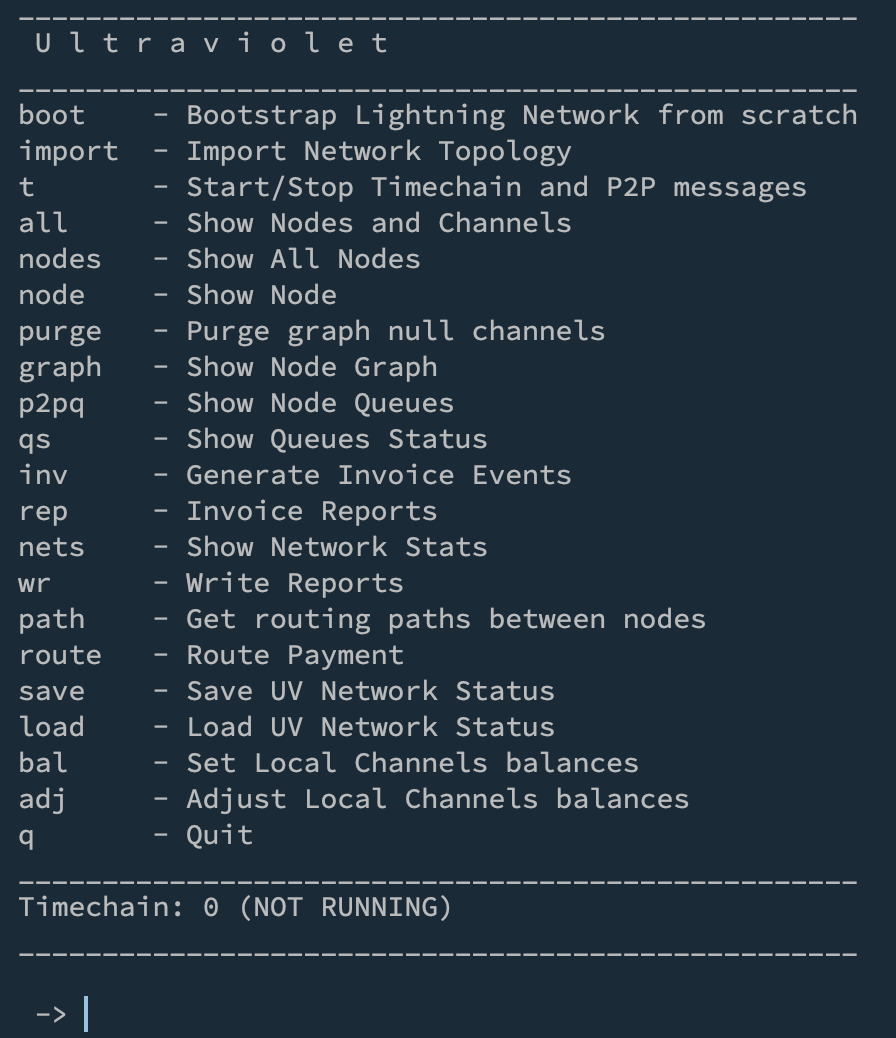 __________________________________________________
U l t r a v i o l e t
__________________________________________________
boot    - Bootstrap Lightning Network from scratch
import  - Import Network Topology
t       - Start/Stop Timechain and P2P messages
all     - Show Nodes and Channels
nodes   - Show All Nodes
node    - Show Node
purge   - Purge graph null channels
graph   - Show Node Graph
p2pq    - Show Node Queues
qs      - Show Queues Status
inv     - Generate Invoice Events
rep     - Invoice Reports
nets    - Show Network Stats
wr      - Write Reports
path    - Get routing paths between nodes
route   - Route Payment
save    - Save UV Network Status
load    - Load UV Network Status
bal     - Set Local Channels balances
adj     - Adjust Local Channels balances
q       - Quit
__________________________________________________
Timechain: 0 (NOT RUNNING)
__________________________________________________
->